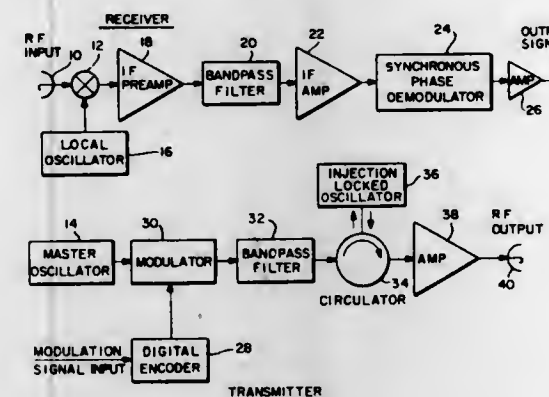 RECEIVER
RF
INPUT
10
12
18
IF
PREAMP
20
BANDPASS
FILTER
22
IF
AMP
24
SYNCHRONOUS
PHASE
DEMODULATOR
OUTPU
SIGN
AMP
26
LOCAL
OSCILLATOR
16
INJECTION
LOCKED
OSCILLATOR
36
14
MASTER
OSCILLATOR
30
MODULATOR
32
BANDPASS
FILTER
34
CIRCULATOR
38
AMP
RF
OUTPUT
40
MODULATION
SIGNAL INPUT
DIGITAL
ENCODER
28
TRANSMITTER